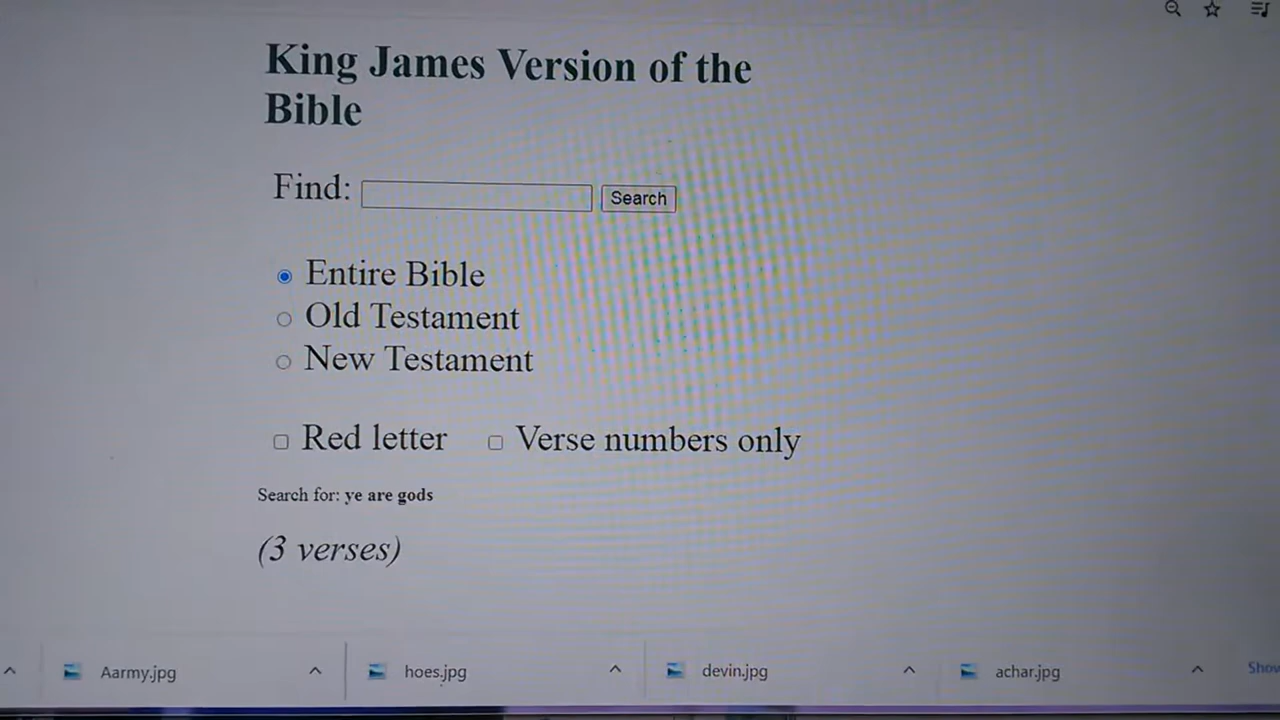 King James Version of the
Bible
Find: Search
Entire Bible
Old Testament
New Testament
Red letter Verse numbers only
Search for: ye are gods
(3 verses)
Aarmy.jpg hoes.jpg devin.jpg achar.jpg